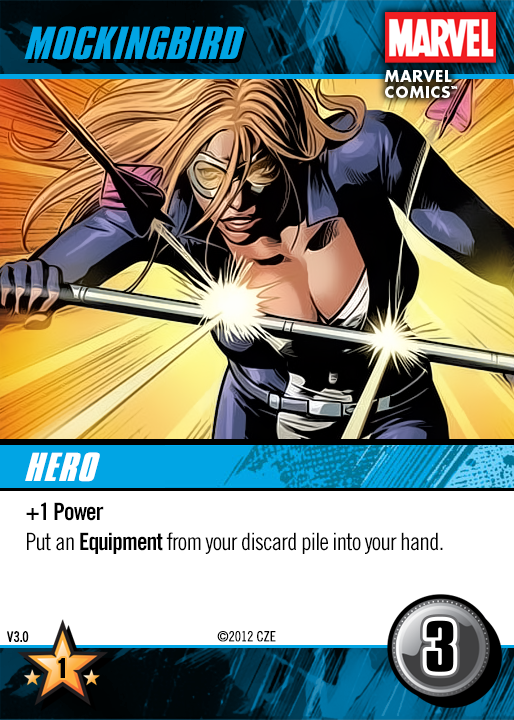 MOCKINGBIRD
MARVEL
MARVEL
COMICS™
HERO
+1 Power
Put an Equipment from your discard pile into your hand.
V3.0
©2012 CZE
1
3